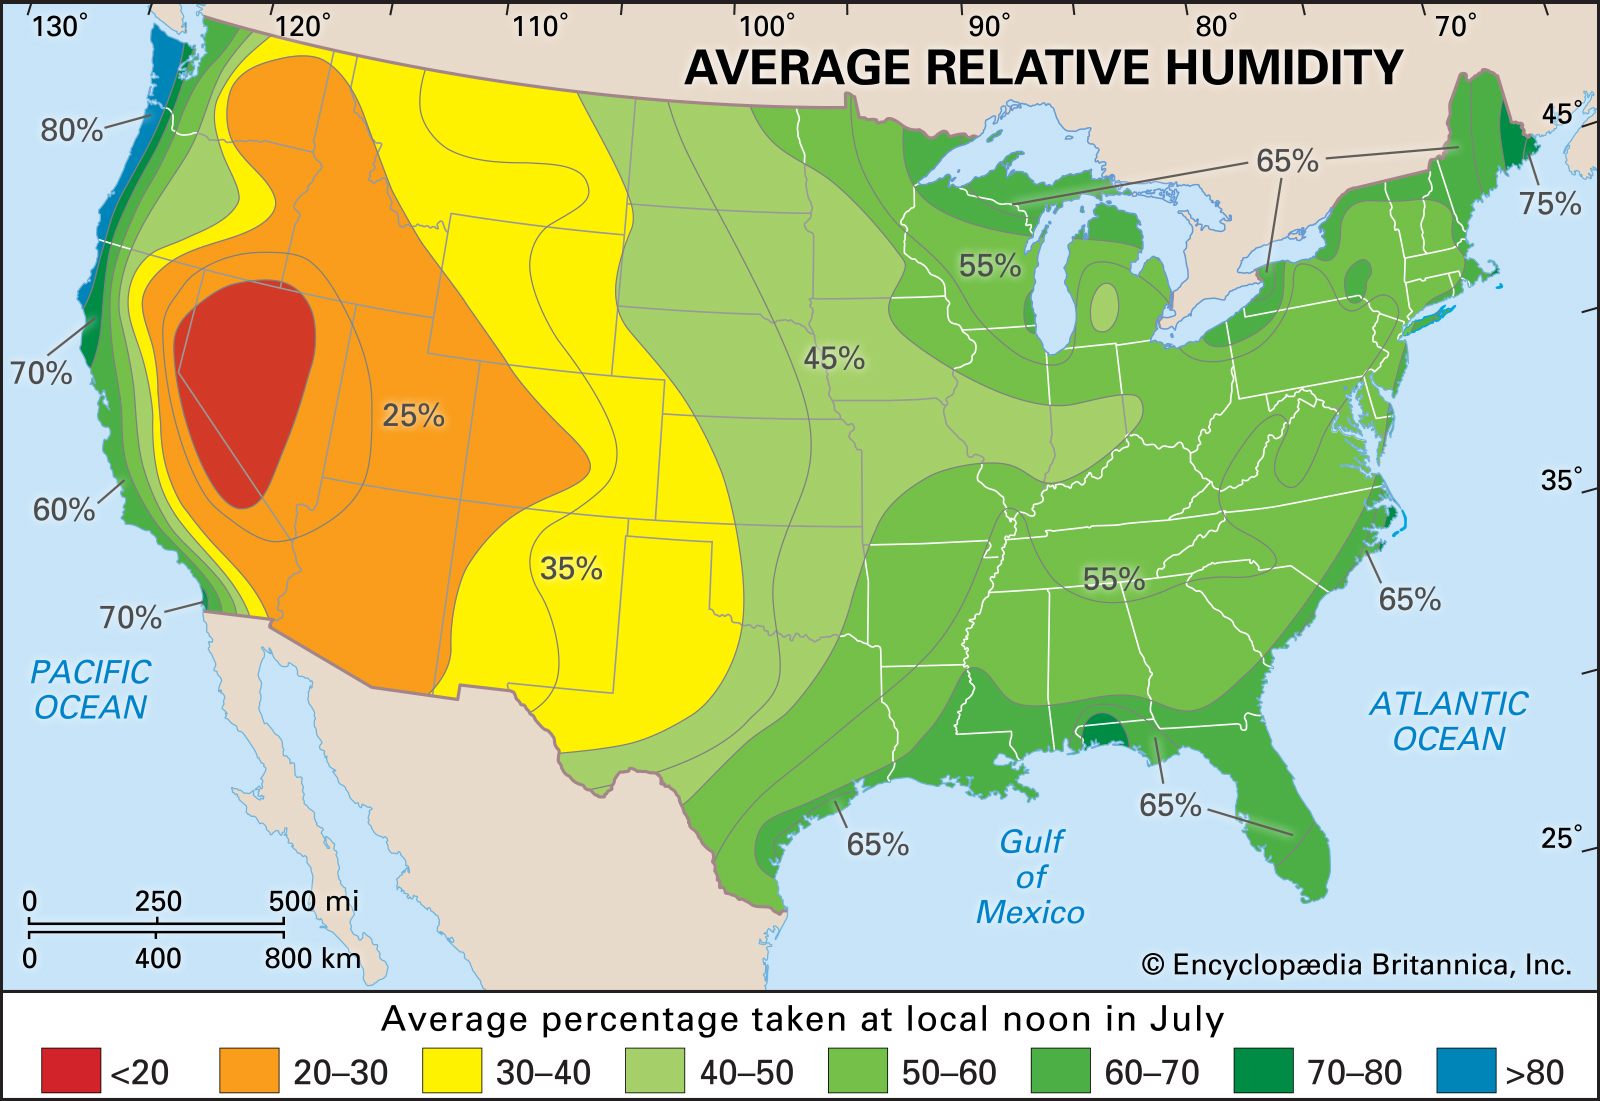 130° 120° 110° 100° 90° 80° 70°
AVERAGE RELATIVE HUMIDITY
45°
80%
65%
75%
55%
45%
70%
25%
35°
60%
35%
55%
65%
70%
PACIFIC
OCEAN
ATLANTIC
OCEAN
65%
65%
25°
Gulf
of
Mexico
0 250 500 mi
0 400 800 km
© Encyclopædia Britannica, Inc.
Average percentage taken at local noon in July
<20 20–30 30–40 40–50 50–60 60–70 70–80 >80